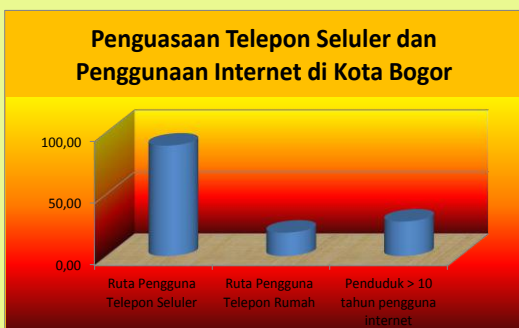 Penguasaan Telepon Seluler dan
Penggunaan Internet di Kota Bogor
100,00
50,00
0,00
Ruta Pengguna
Telepon Seluler
Ruta Pengguna
Telepon Rumah
Penduduk > 10
tahun pengguna
internet